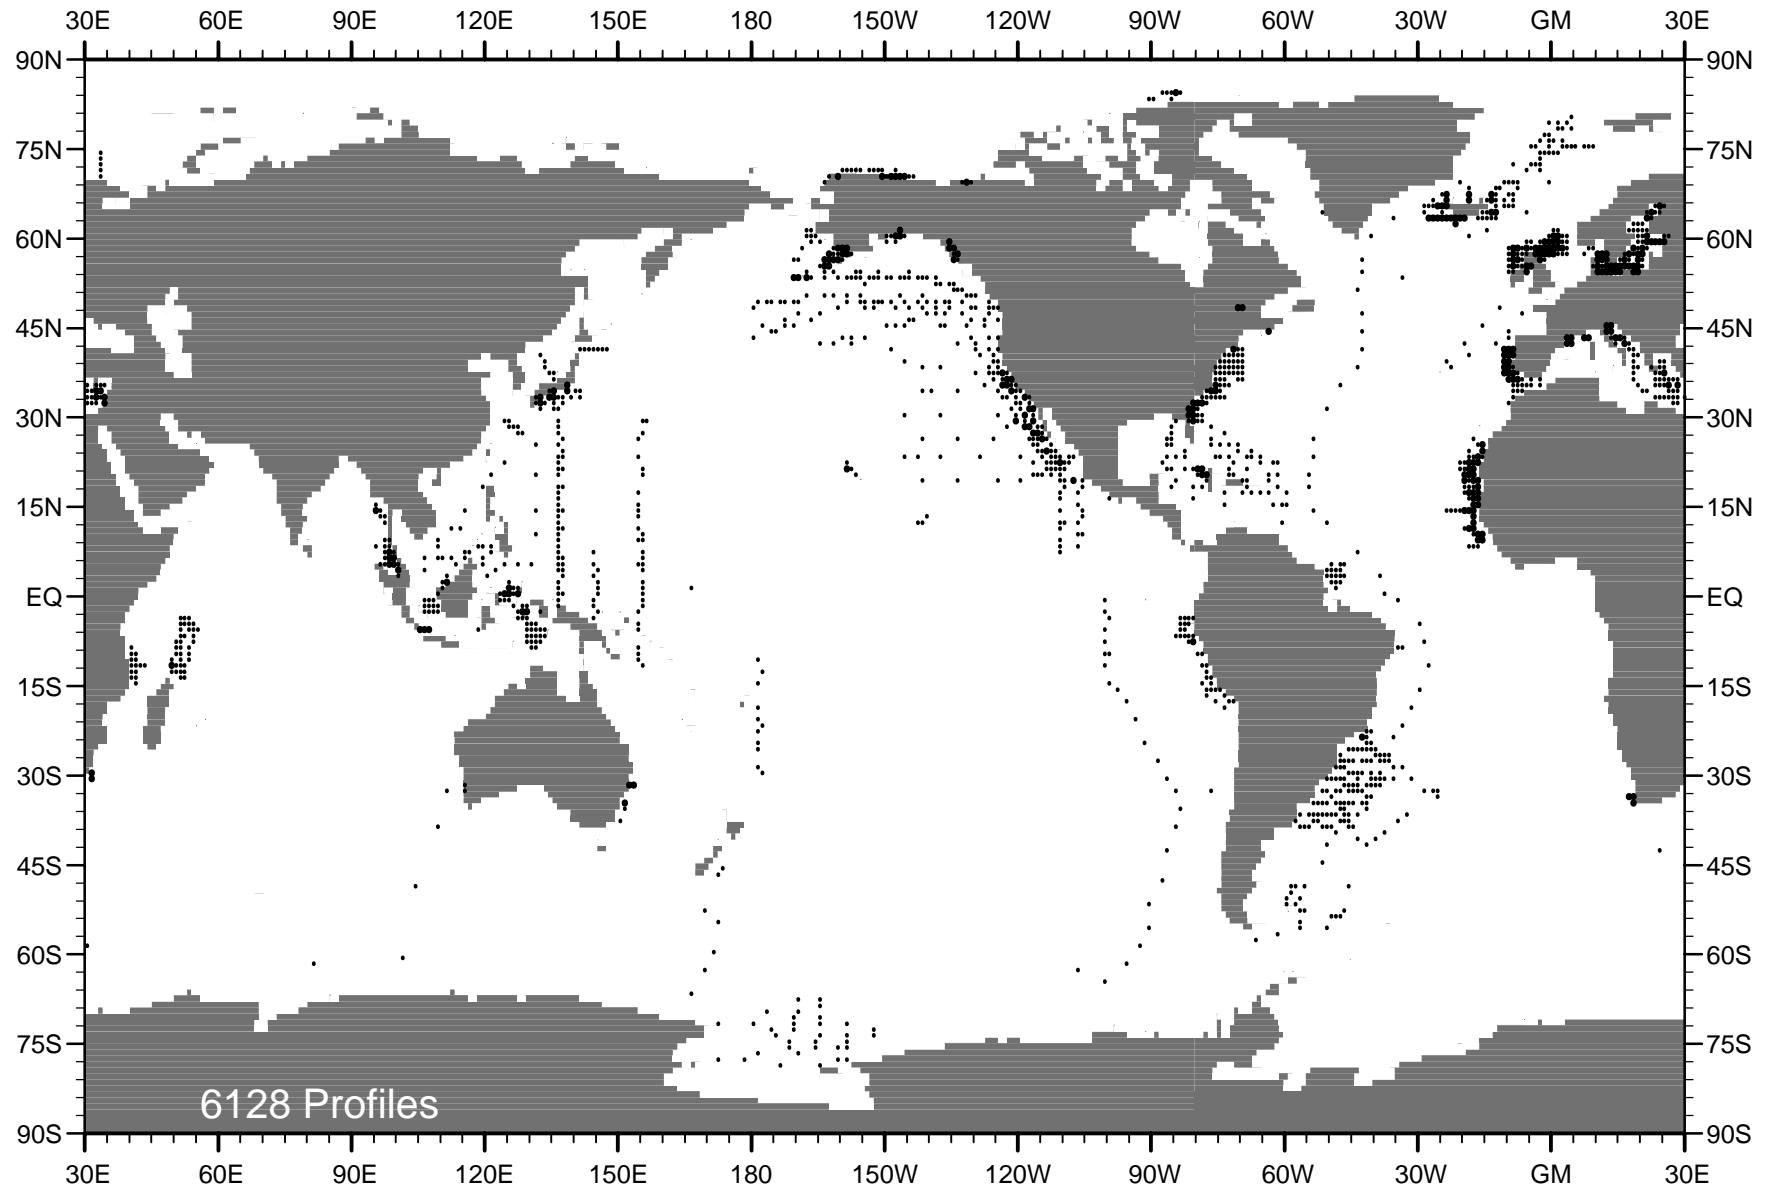 30E 60E 90E 120E 150E 180 150W 120W 90W 60W 30W GM 30E
90N 90N
75N 75N
60N 60N
45N 45N
30N 30N
15N 15N
EQ EQ
15S 15S
30S 30S
45S 45S
60S 60S
75S 75S
6128 Profiles
90S 90S
30E 60E 90E 120E 150E 180 150W 120W 90W 60W 30W GM 30E